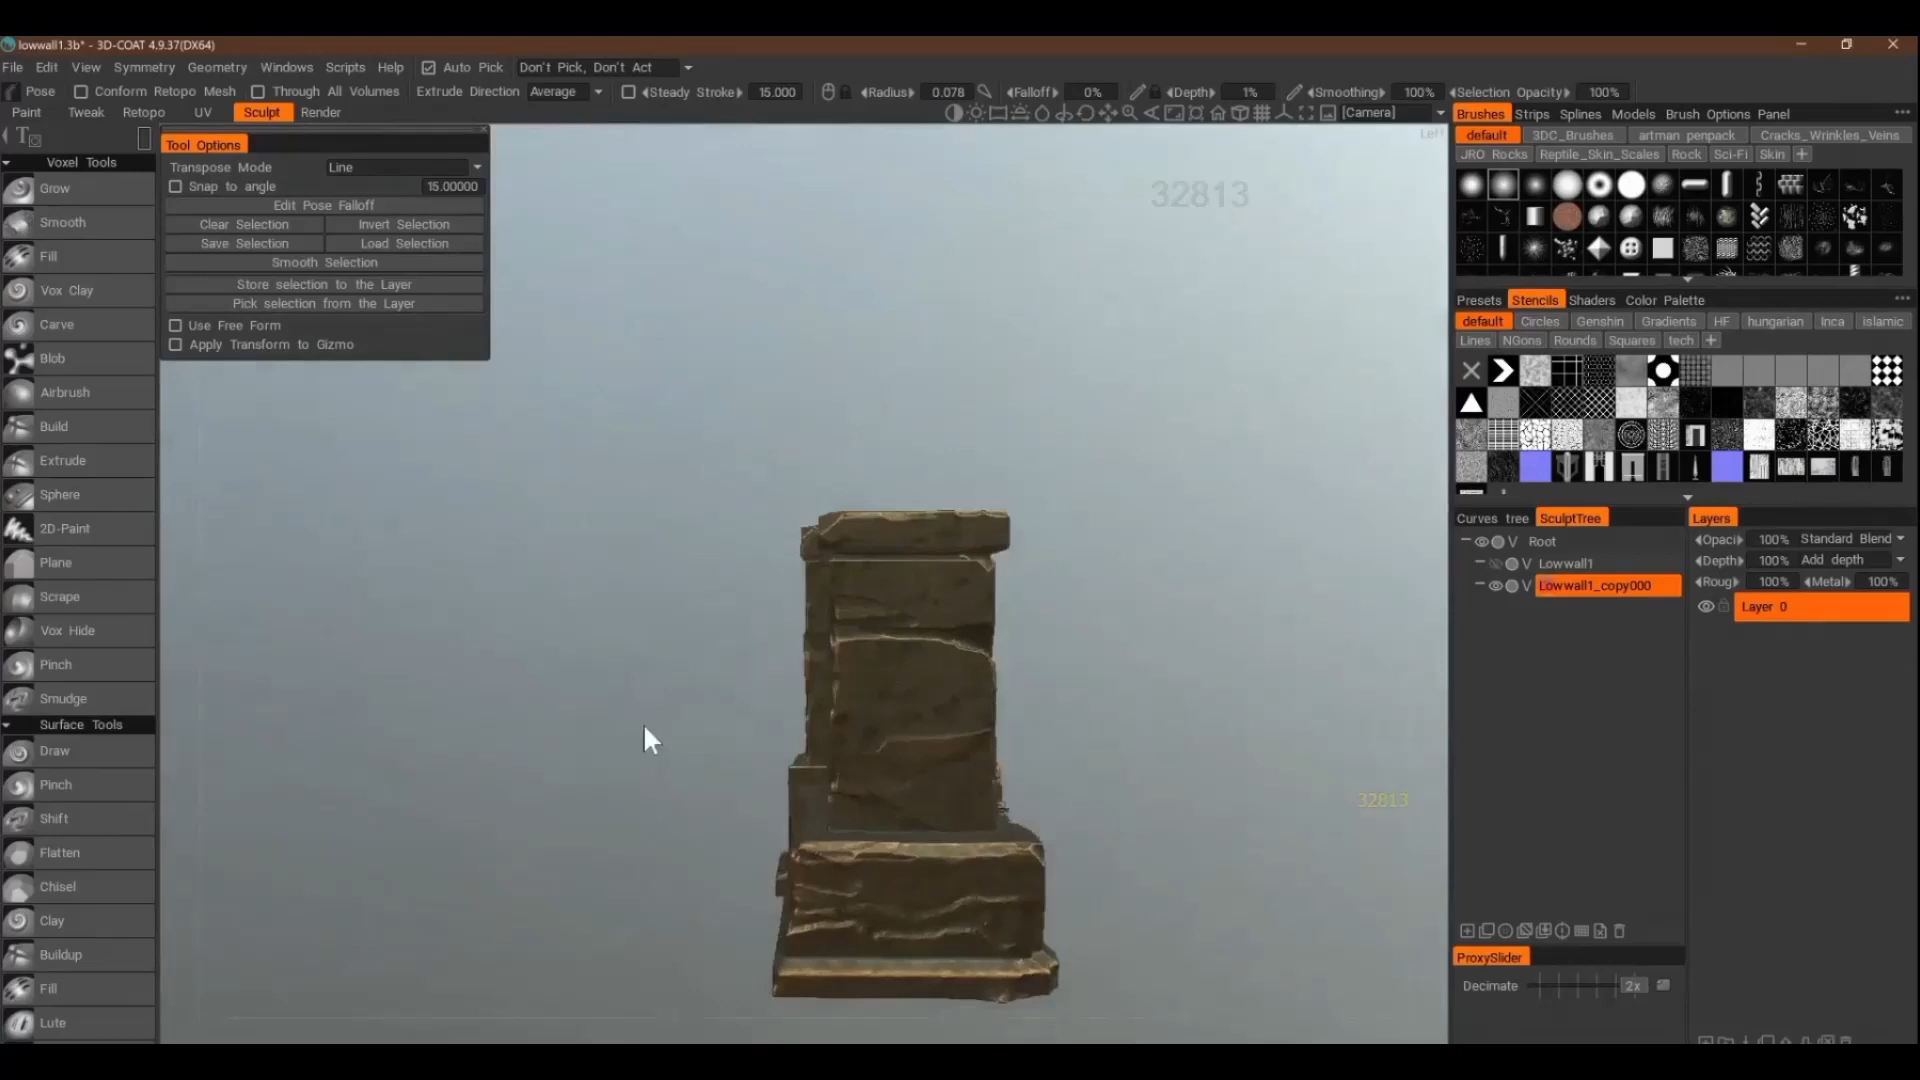 lowwall1.3b* - 3D-COAT 4.9.37(DX64)
File Edit View Symmetry Geometry Windows Scripts Help Auto Pick Don't Pick, Don't Act
Pose Conform Retopo Mesh Through All Volumes Extrude Direction Average Steady Stroke 15.000 Radius 0.078 Falloff 0% Depth 1% Smoothing 100% Selection Opacity 100%
Paint Tweak Retopo UV Sculpt Render [Camera]
Left
Tool Options
Transpose Mode Line
Snap to angle 15.00000
Edit Pose Falloff
Clear Selection Invert Selection
Save Selection Load Selection
Smooth Selection
Store selection to the Layer
Pick selection from the Layer
Use Free Form
Apply Transform to Gizmo
Voxel Tools
Grow
Smooth
Fill
Vox Clay
Carve
Blob
Airbrush
Build
Extrude
Sphere
2D-Paint
Plane
Scrape
Vox Hide
Pinch
Smudge
Surface Tools
Draw
Pinch
Shift
Flatten
Chisel
Clay
Buildup
Fill
Lute
32813
32813
Brushes Strips Splines Models Brush Options Panel
default 3DC_Brushes artman penpack Cracks_Wrinkles_Veins
JRO Rocks Reptile_Skin_Scales Rock Sci-Fi Skin +
Presets Stencils Shaders Color Palette
default Circles Genshin Gradients HF hungarian Inca islamic
Lines NGons Rounds Squares tech +
Curves tree SculptTree
Root
V Lowwall1
V Lowwall1_copy000
Layers
Opaci 100% Standard Blend
Depth 100% Add depth
Roug 100% Metal 100%
Layer 0
ProxySlider
Decimate 2x